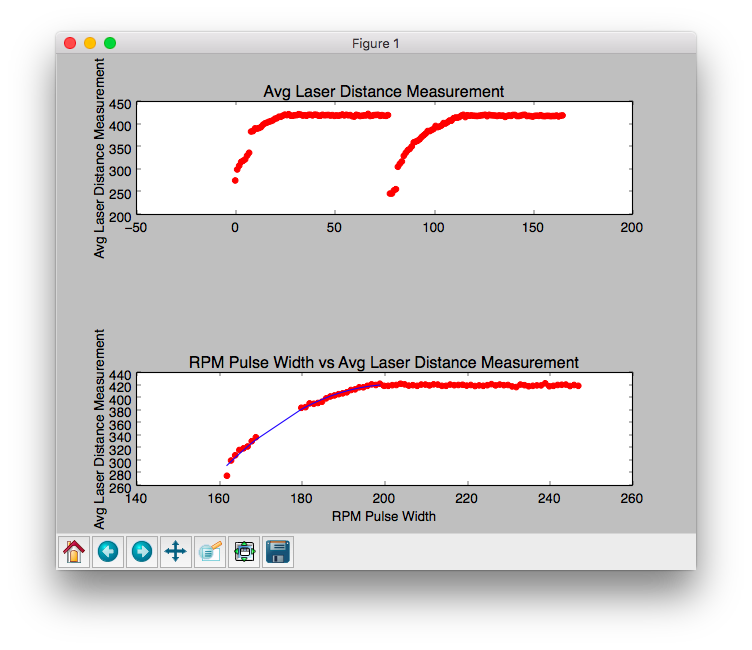 Figure 1
Avg Laser Distance Measurement
Avg Laser Distance Measurement
450
400
350
300
250
200
−50 0 50 100 150 200
RPM Pulse Width vs Avg Laser Distance Measurement
Avg Laser Distance Measurement
440
420
400
380
360
340
320
300
280
260
140 160 180 200 220 240 260
RPM Pulse Width